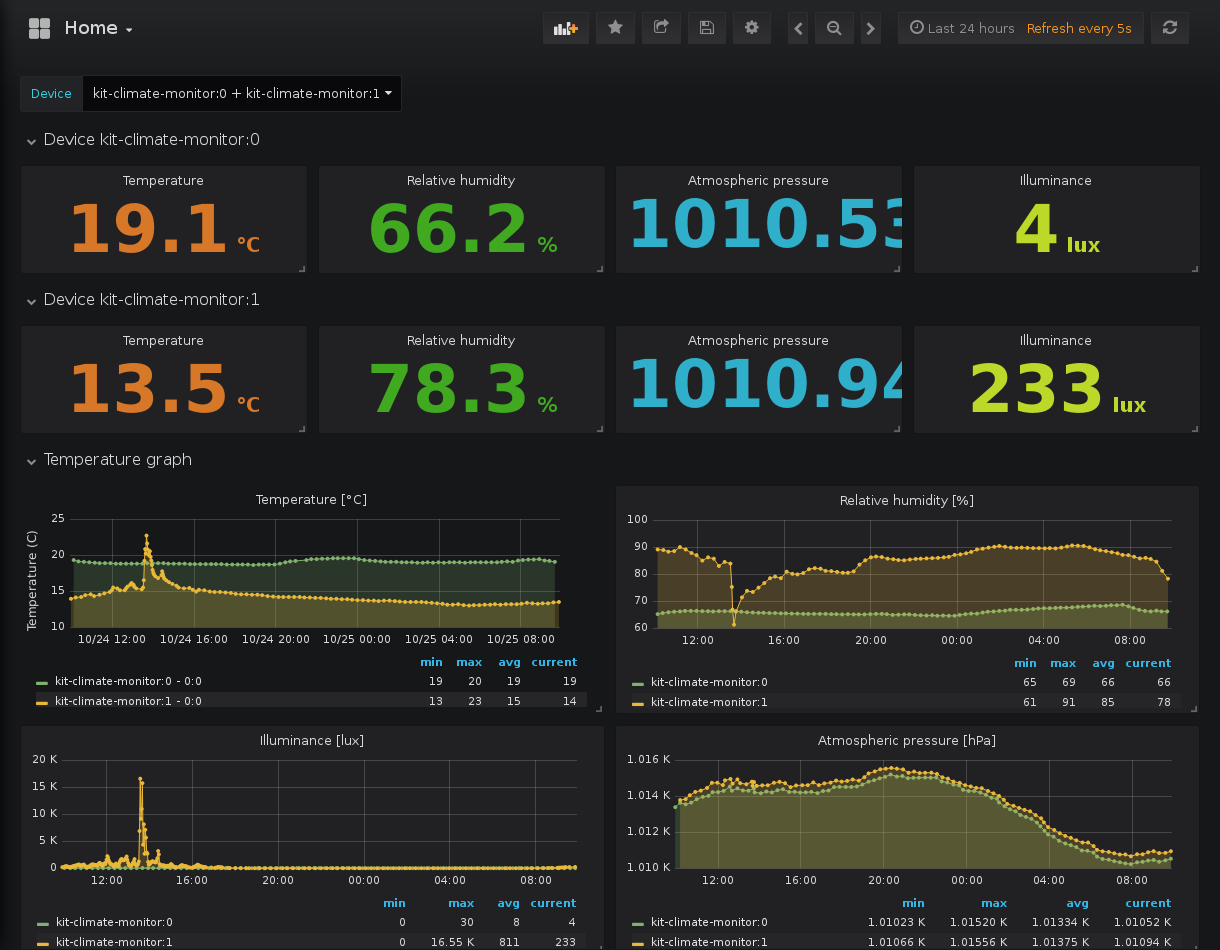 Home
Last 24 hours Refresh every 5s
Device kit-climate-monitor:0 + kit-climate-monitor:1
Device kit-climate-monitor:0
Temperature Relative humidity Atmospheric pressure Illuminance
19.1 °C 66.2 % 1010.53 4 lux
Device kit-climate-monitor:1
Temperature Relative humidity Atmospheric pressure Illuminance
13.5 °C 78.3 % 1010.94 233 lux
Temperature graph
Temperature [°C]
Temperature (C)
25
20
15
10
10/24 12:00 10/24 16:00 10/24 20:00 10/25 00:00 10/25 04:00 10/25 08:00
min max avg current
kit-climate-monitor:0 - 0:0 19 20 19 19
kit-climate-monitor:1 - 0:0 13 23 15 14
Relative humidity [%]
100
90
80
70
60
12:00 16:00 20:00 00:00 04:00 08:00
min max avg current
kit-climate-monitor:0 65 69 66 66
kit-climate-monitor:1 61 91 85 78
Illuminance [lux]
20 K
15 K
10 K
5 K
0
12:00 16:00 20:00 00:00 04:00 08:00
min max avg current
kit-climate-monitor:0 0 30 8 4
kit-climate-monitor:1 0 16.55 K 811 233
Atmospheric pressure [hPa]
1.016 K
1.014 K
1.012 K
1.010 K
12:00 16:00 20:00 00:00 04:00 08:00
min max avg current
kit-climate-monitor:0 1.01023 K 1.01520 K 1.01334 K 1.01052 K
kit-climate-monitor:1 1.01066 K 1.01556 K 1.01375 K 1.01094 K